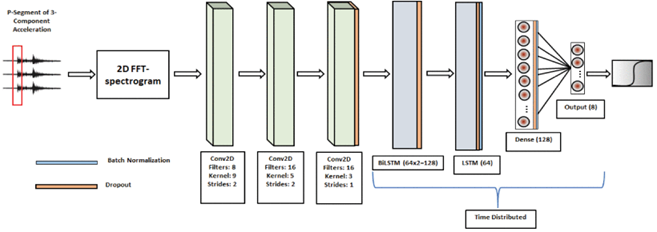 P-Segment of 3-
Component
Acceleration
2D FFT-
spectrogram
Conv2D
Filters: 8
Kernel: 9
Strides: 2
Conv2D
Filters: 16
Kernel: 5
Strides: 2
Conv2D
Filters: 16
Kernel: 3
Strides: 1
BiLSTM (64x2=128)
LSTM (64)
Dense (128)
Output (8)
Batch Normalization
Dropout
Time Distributed